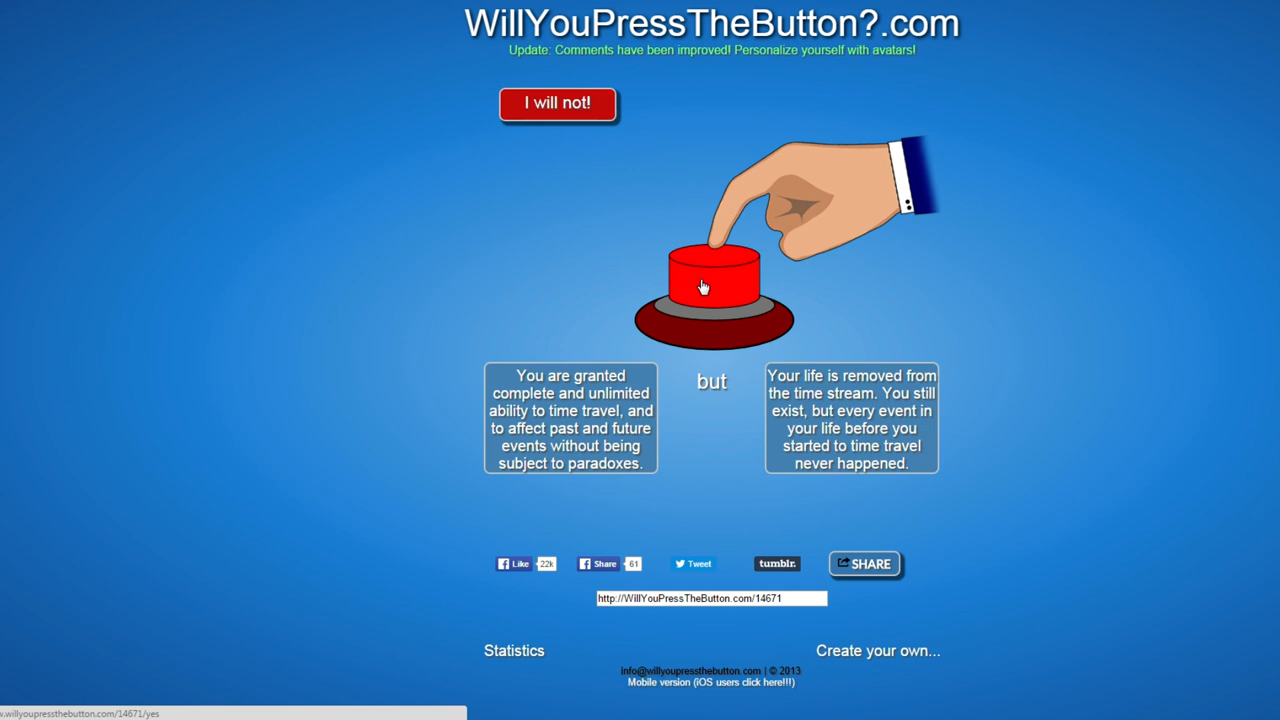 WillYouPressTheButton?.com
Update: Comments have been improved! Personalize yourself with avatars!
I will not!
You are granted
complete and unlimited
ability to time travel, and
to affect past and future
events without being
subject to paradoxes.
but
Your life is removed from
the time stream. You still
exist, but every event in
your life before you
started to time travel
never happened.
Like 22k Share 61 Tweet tumblr. SHARE
http://WillYouPressTheButton.com/14671
Statistics
Create your own...
info@willyoupressthebutton.com | © 2013
Mobile version (iOS users click here!!!)
w.willyoupressthebutton.com/14671/yes